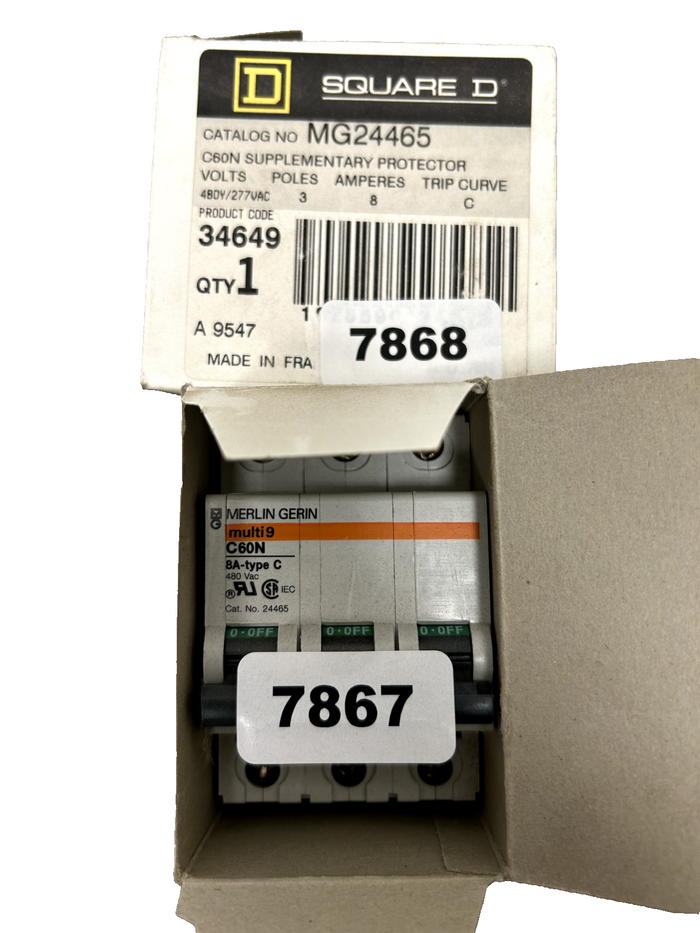 D SQUARE D®
CATALOG NO MG24465
C60N SUPPLEMENTARY PROTECTOR
VOLTS POLES AMPERES TRIP CURVE
480Y/277VAC 3 8 C
PRODUCT CODE
34649
QTY 1
A 9547
7868
MADE IN FRA
MERLIN GERIN
multi9
C60N
8A-type C
480 Vac
IEC
Cat. No. 24465
0·OFF 0·OFF 0·OFF
7867